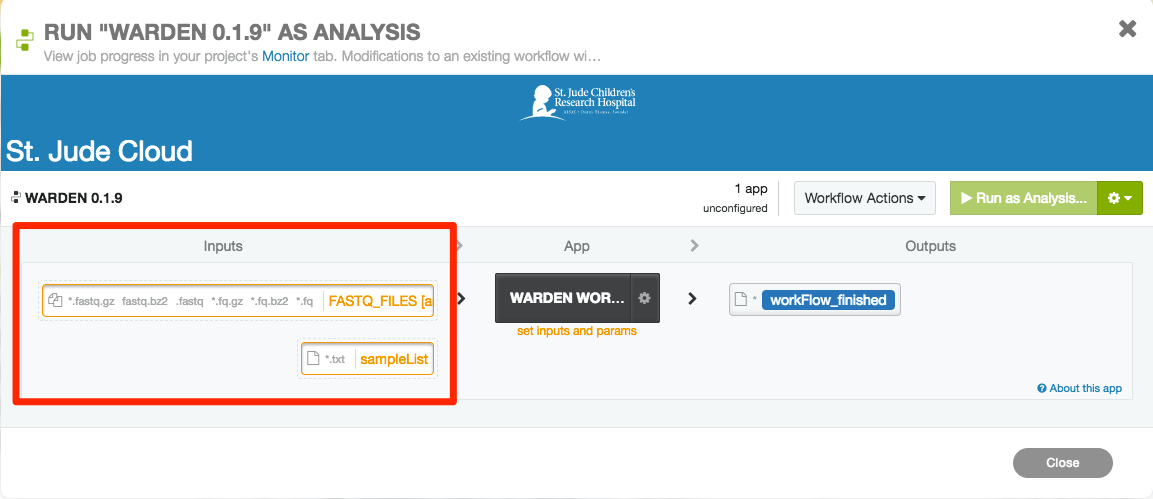 RUN "WARDEN 0.1.9" AS ANALYSIS
View job progress in your project's Monitor tab. Modifications to an existing workflow wi…
St. Jude Children's
Research Hospital
St. Jude Cloud
WARDEN 0.1.9
1 app
unconfigured
Workflow Actions
Run as Analysis...
Inputs
App
Outputs
*.fastq.gz fastq.bz2 .fastq *.fq.gz *.fq.bz2 *.fq FASTQ_FILES [a
WARDEN WOR...
* workFlow_finished
set inputs and params
*.txt sampleList
About this app
Close